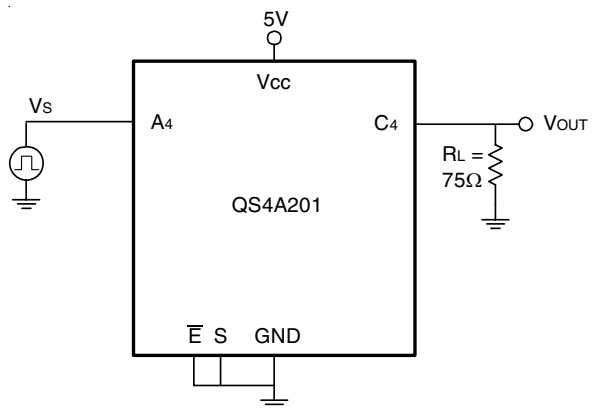 5V
Vcc
Vs
A4
C4
VOUT
RL =
75Ω
QS4A201
E̅ S GND